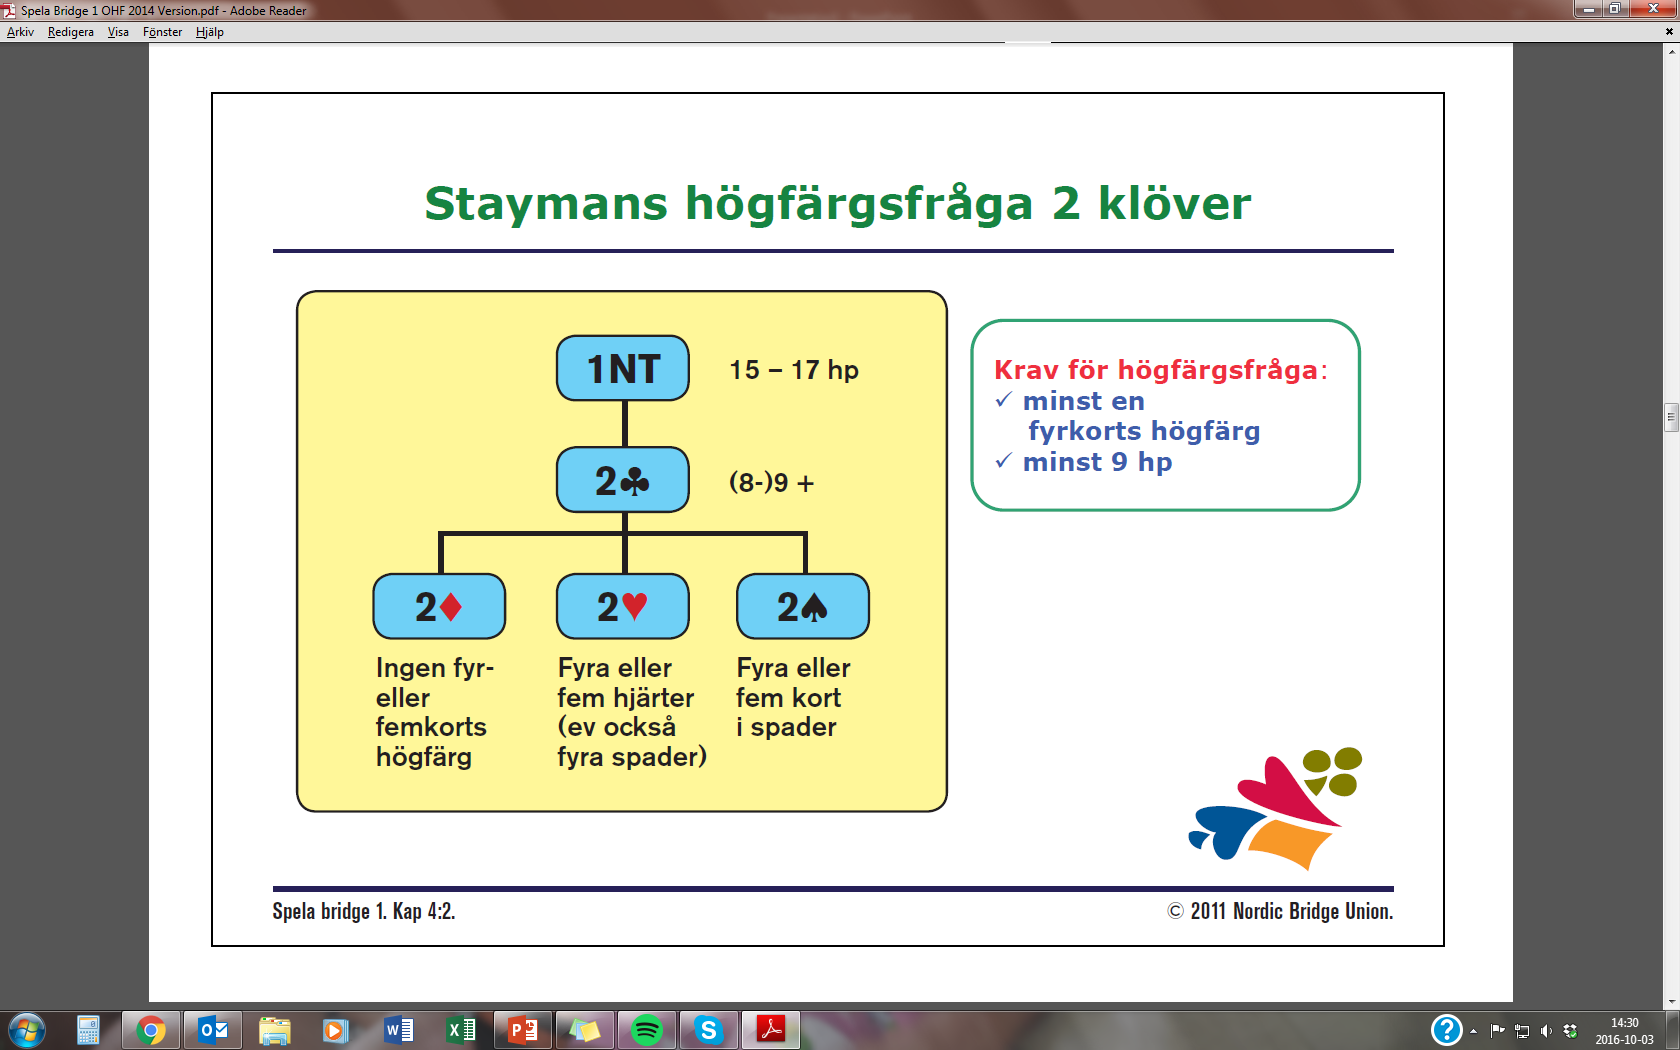 Spela Bridge 1 OHF 2014 Version.pdf - Adobe Reader
Arkiv Redigera Visa Fönster Hjälp
Staymans högfärgsfråga 2 klöver
1NT 15 – 17 hp
2♣ (8-)9 +
2♦ 2♥ 2♠
Ingen fyr-
eller
femkorts
högfärg
Fyra eller
fem hjärter
(ev också
fyra spader)
Fyra eller
fem kort
i spader
Krav för högfärgsfråga:
✓ minst en
fyrkorts högfärg
✓ minst 9 hp
Spela bridge 1. Kap 4:2.
© 2011 Nordic Bridge Union.
14:30
2016-10-03